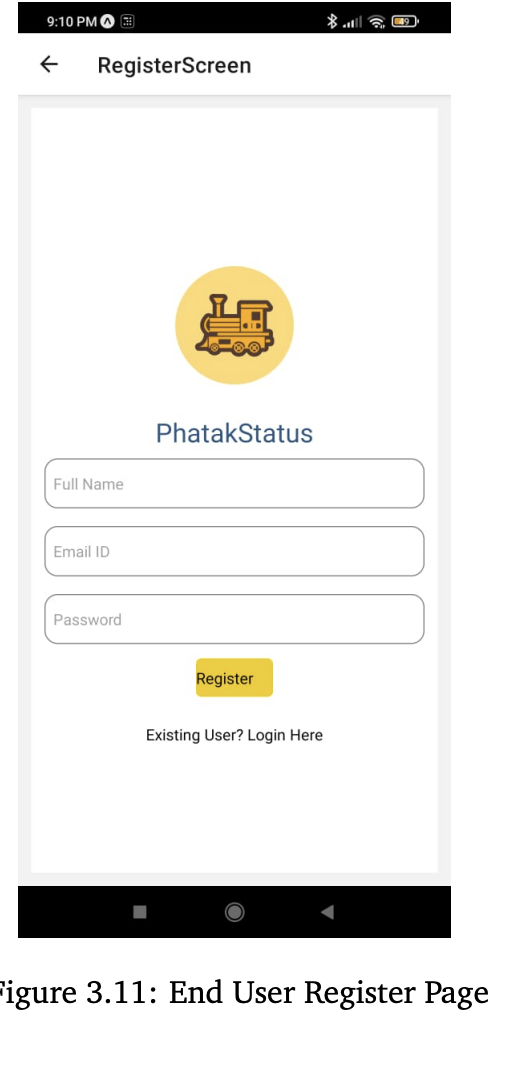 9:10 PM
49
RegisterScreen
PhatakStatus
Full Name
Email ID
Password
Register
Existing User? Login Here
Figure 3.11: End User Register Page